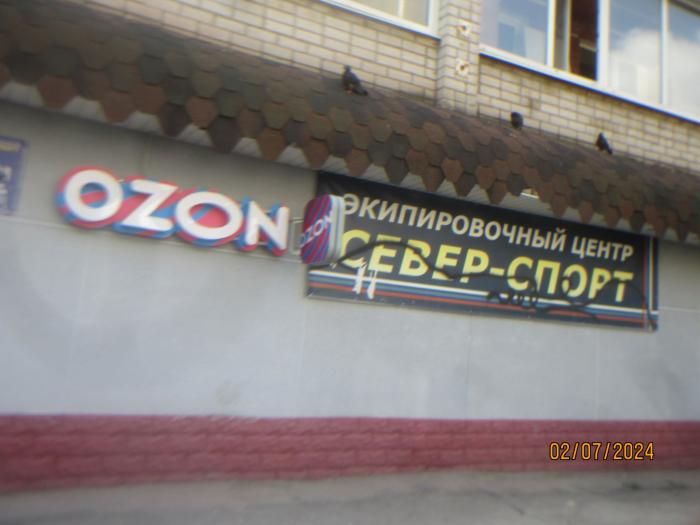 OZON
OZON
ЭКИПИРОВОЧНЫЙ ЦЕНТР
СЕВЕР-СПОРТ
02/07/2024